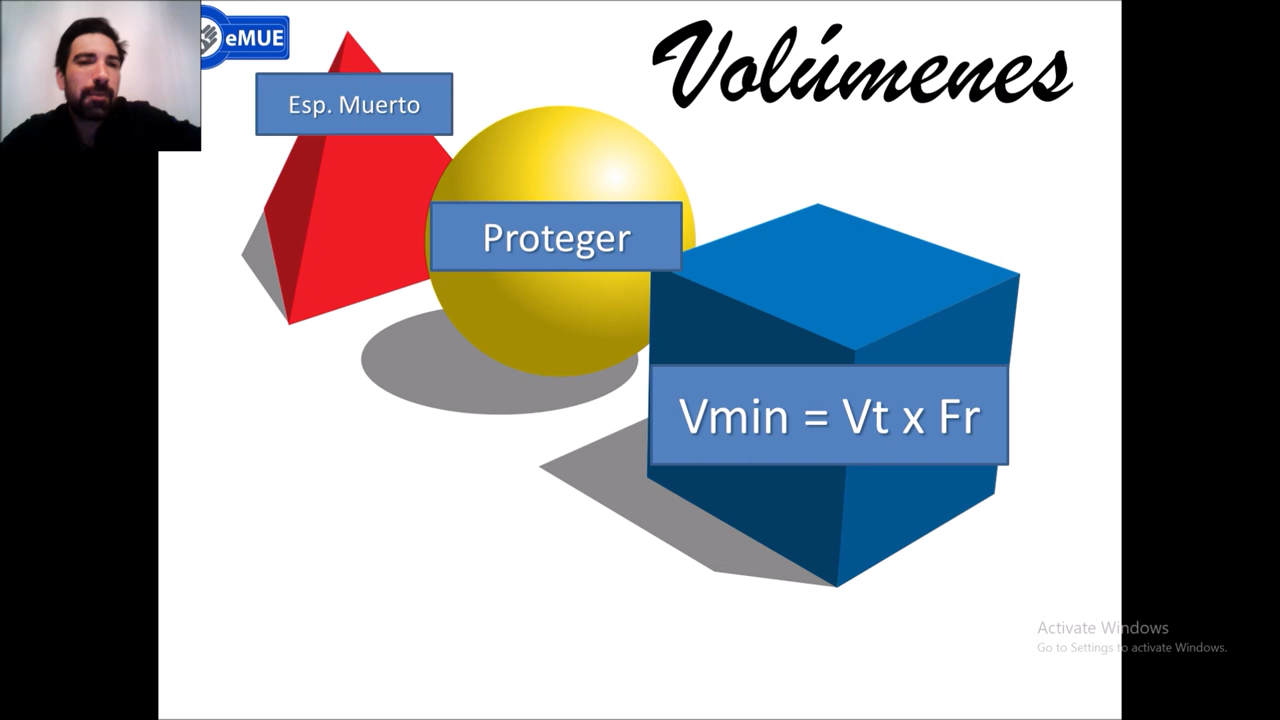 eMUE
Volúmenes
Esp. Muerto
Proteger
Vmin = Vt x Fr
Activate Windows
Go to Settings to activate Windows.